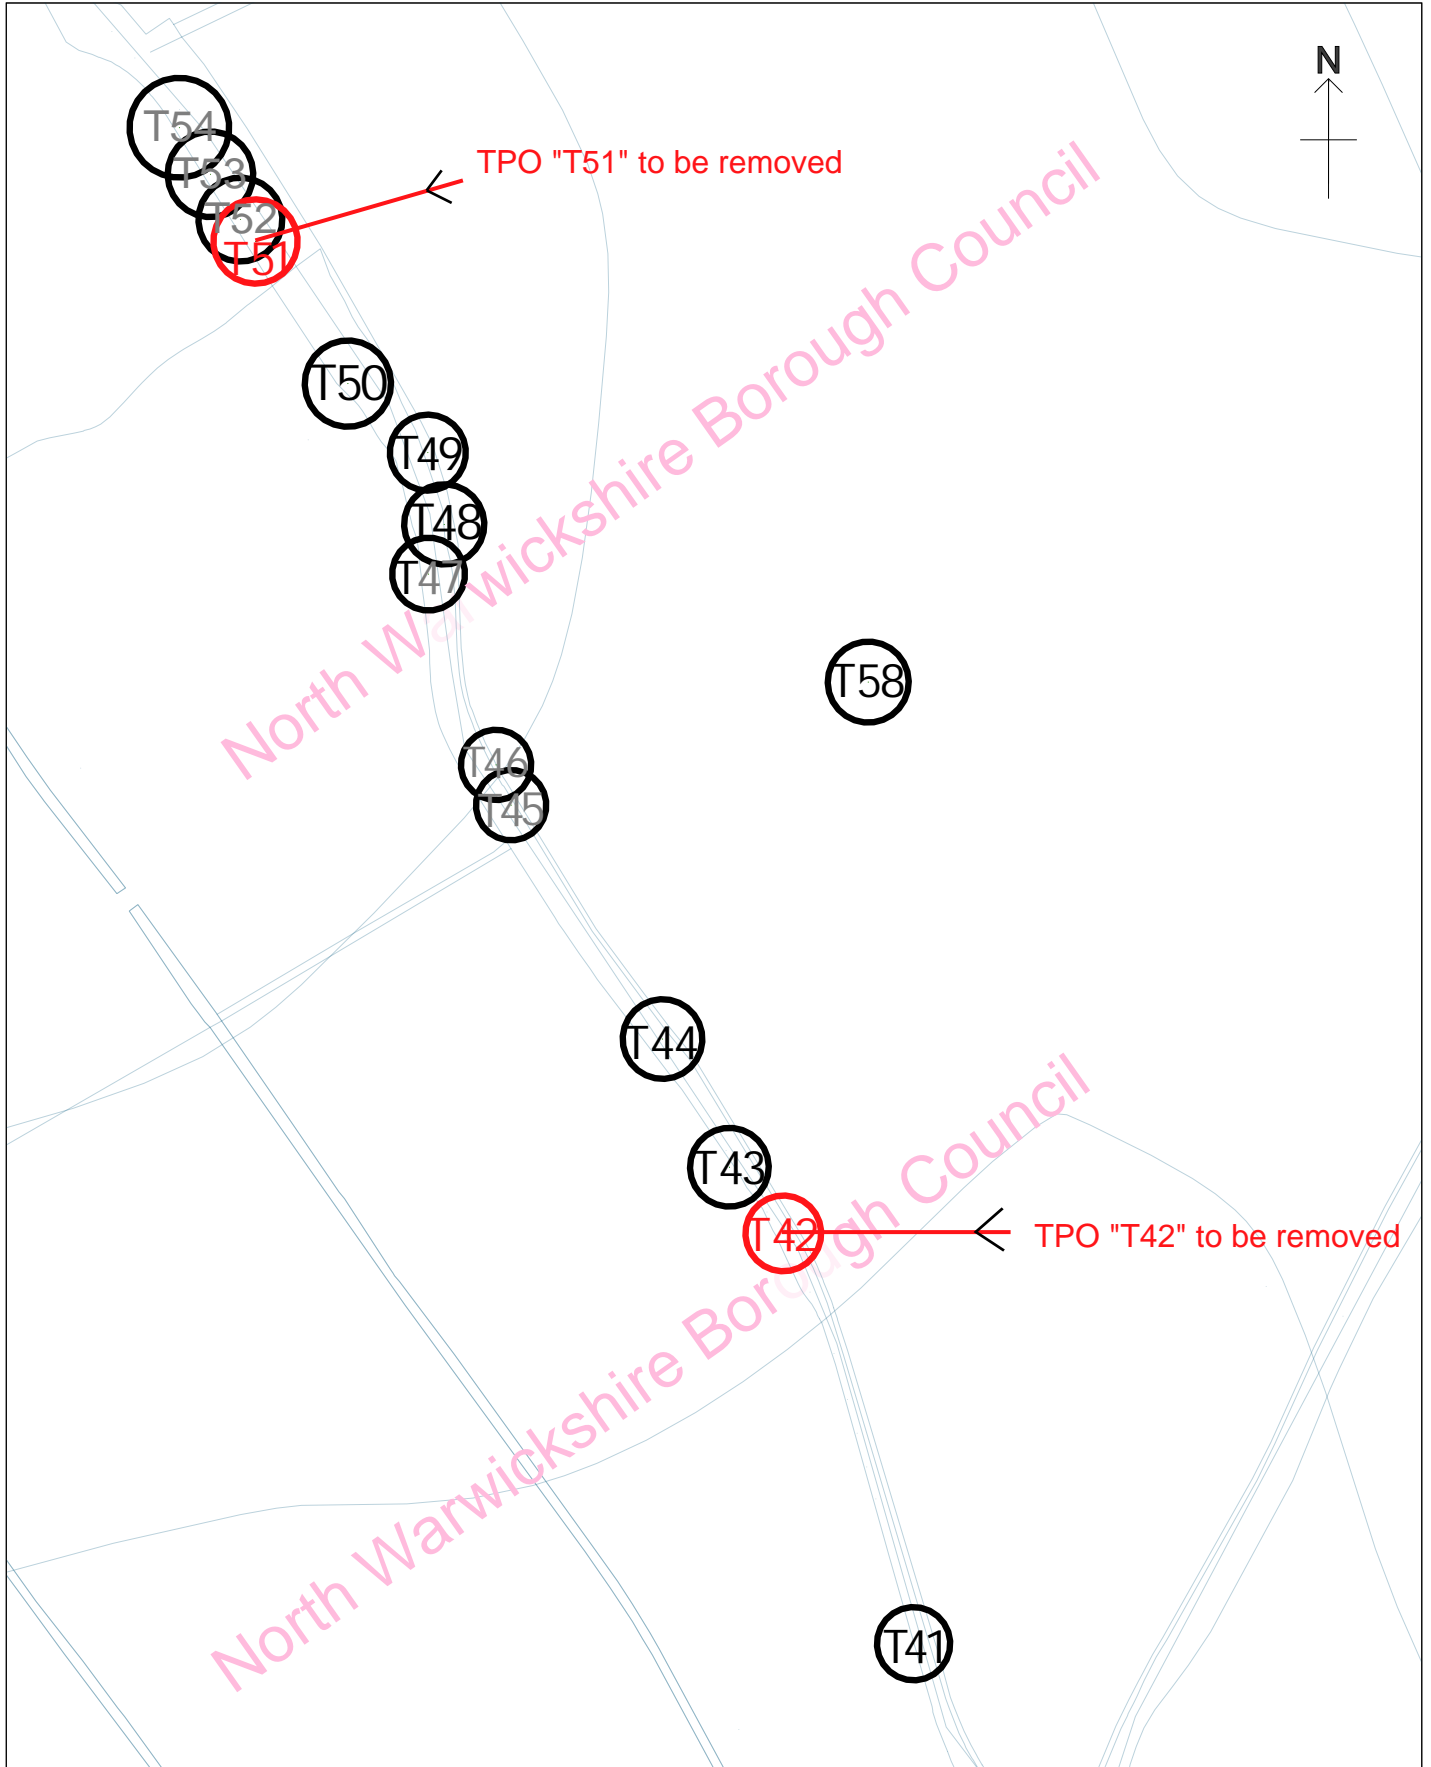 N
T54
TPO "T51" to be removed
T53
T52
T51
T50
T49
T48
T47
North Warwickshire Borough Council
T58
T46
T45
T44
T43
T42
TPO "T42" to be removed
North Warwickshire Borough Council
T41